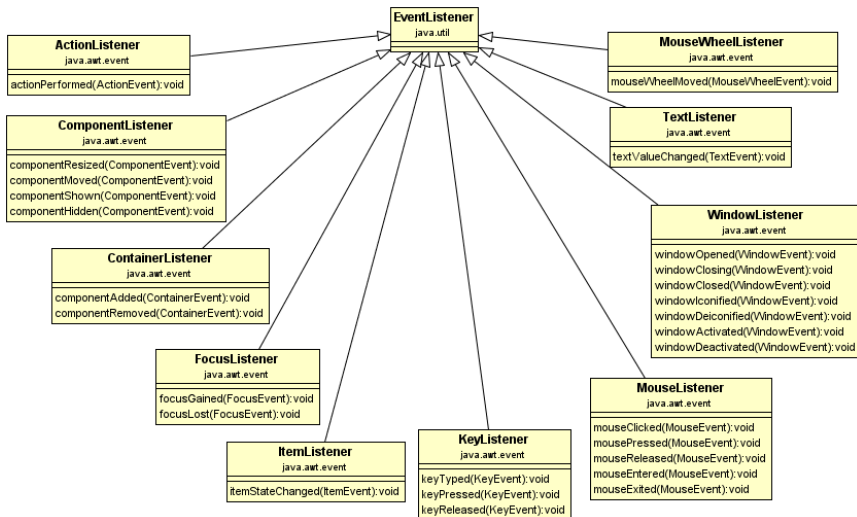 EventListener
java.util
ActionListener
java.awt.event
actionPerformed(ActionEvent):void
MouseWheelListener
java.awt.event
mouseWheelMoved(MouseWheelEvent):void
ComponentListener
java.awt.event
componentResized(ComponentEvent):void
componentMoved(ComponentEvent):void
componentShown(ComponentEvent):void
componentHidden(ComponentEvent):void
TextListener
java.awt.event
textValueChanged(TextEvent):void
WindowListener
java.awt.event
windowOpened(WindowEvent):void
windowClosing(WindowEvent):void
windowClosed(WindowEvent):void
windowIconified(WindowEvent):void
windowDeiconified(WindowEvent):void
windowActivated(WindowEvent):void
windowDeactivated(WindowEvent):void
ContainerListener
java.awt.event
componentAdded(ContainerEvent):void
componentRemoved(ContainerEvent):void
FocusListener
java.awt.event
focusGained(FocusEvent):void
focusLost(FocusEvent):void
MouseListener
java.awt.event
mouseClicked(MouseEvent):void
mousePressed(MouseEvent):void
mouseReleased(MouseEvent):void
mouseEntered(MouseEvent):void
mouseExited(MouseEvent):void
ItemListener
java.awt.event
itemStateChanged(ItemEvent):void
KeyListener
java.awt.event
keyTyped(KeyEvent):void
keyPressed(KeyEvent):void
keyReleased(KeyEvent):void